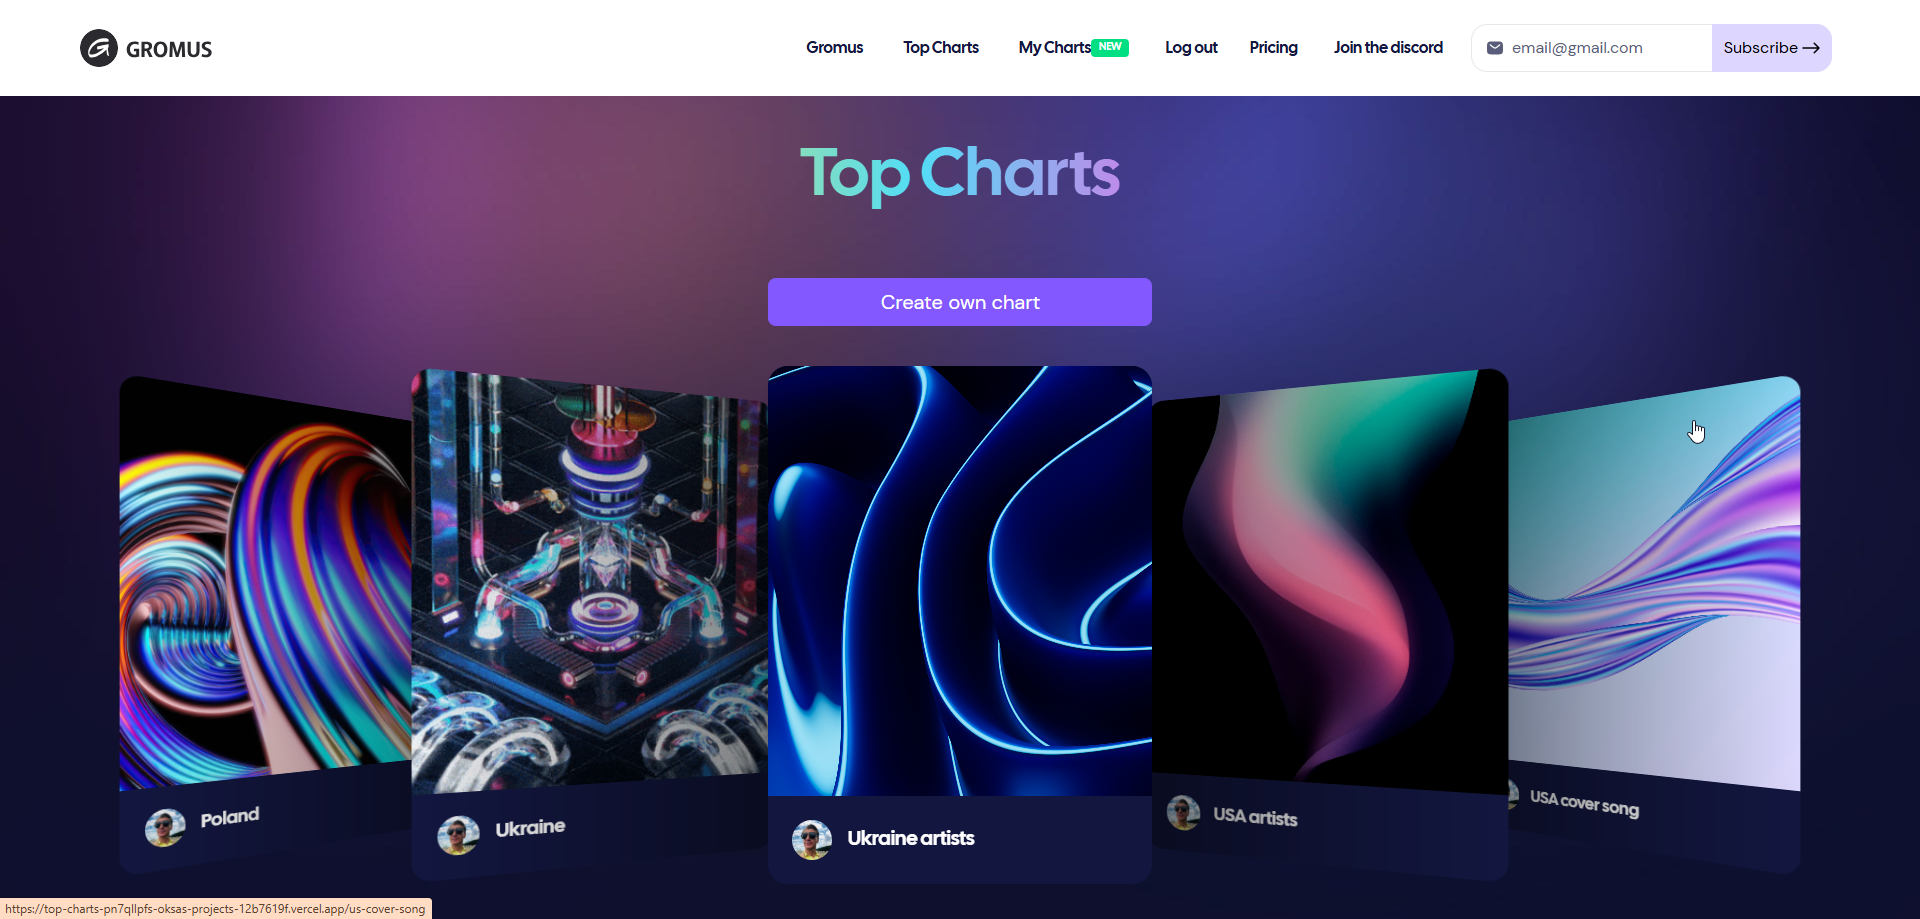 GROMUS
Gromus
Top Charts
My Charts NEW
Log out
Pricing
Join the discord
email@gmail.com
Subscribe →
Top Charts
Create own chart
Poland
Ukraine
Ukraine artists
USA artists
USA cover song
https://top-charts-pn7qllpfs-oksas-projects-12b7619f.vercel.app/us-cover-song